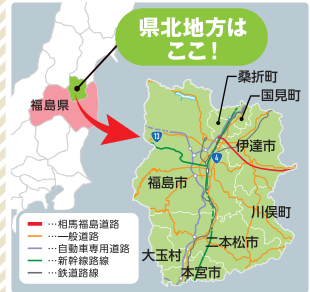 県北地方は
ここ!
福島県
桑折町
国見町
伊達市
13
4
福島市
川俣町
二本松市
大玉村
本宮市
…相馬福島道路
…一般道路
…自動車専用道路
…新幹線路線
…鉄道路線